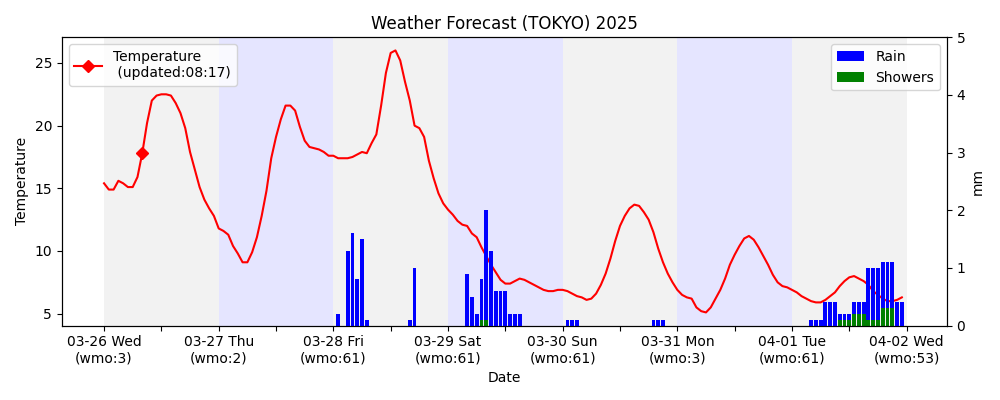 Weather Forecast (TOKYO) 2025
Temperature
(updated:08:17)
Rain
Showers
25
20
15
10
5
Temperature
5
4
3
2
1
0
mm
03-26 Wed 03-27 Thu 03-28 Fri 03-29 Sat 03-30 Sun 03-31 Mon 04-01 Tue 04-02 Wed
(wmo:3) (wmo:2) (wmo:61) (wmo:61) (wmo:61) (wmo:3) (wmo:61) (wmo:53)
Date